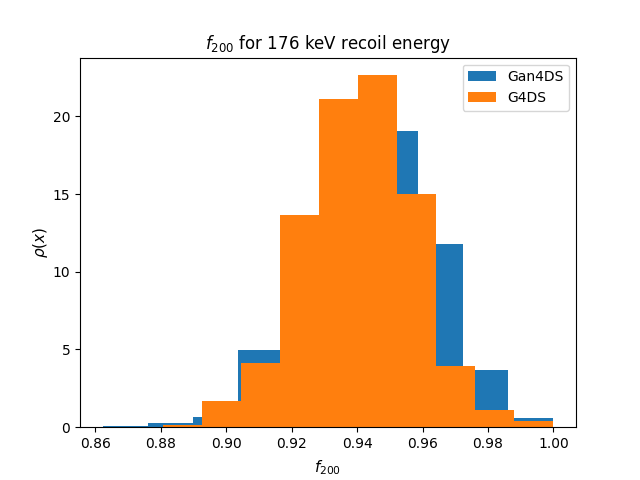 f₂₀₀ for 176 keV recoil energy
Gan4DS
G4DS
20
15
10
5
0
ρ(x)
0.86 0.88 0.90 0.92 0.94 0.96 0.98 1.00
f₂₀₀